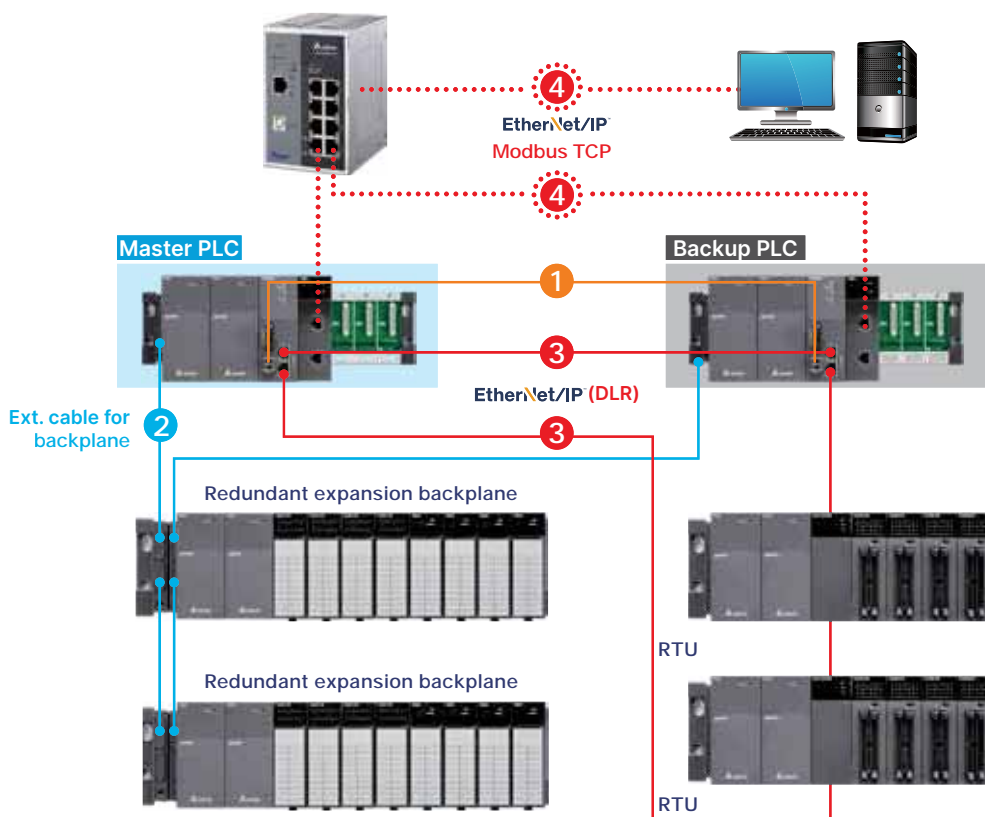 4
EtherNet/IP
Modbus TCP
4
Master PLC
Backup PLC
1
3
EtherNet/IP (DLR)
Ext. cable for
backplane
2
3
Redundant expansion backplane
RTU
Redundant expansion backplane
RTU